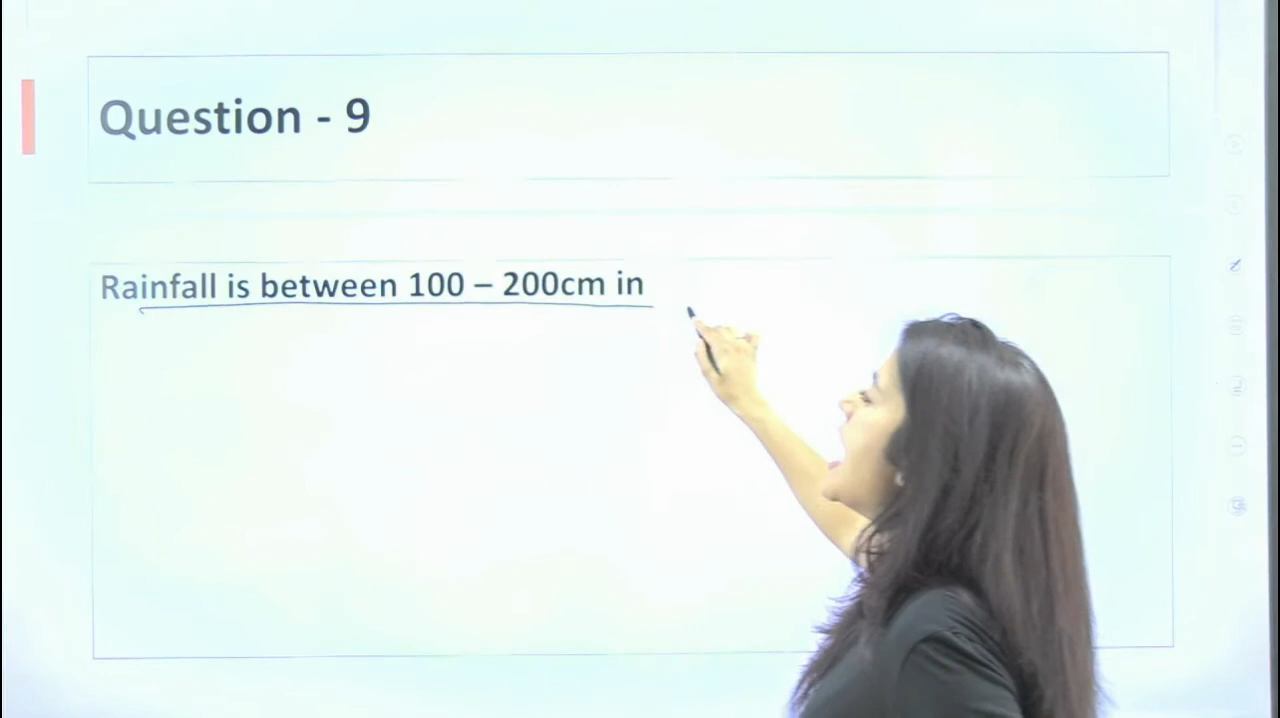 Question - 9
Rainfall is between 100 – 200cm in